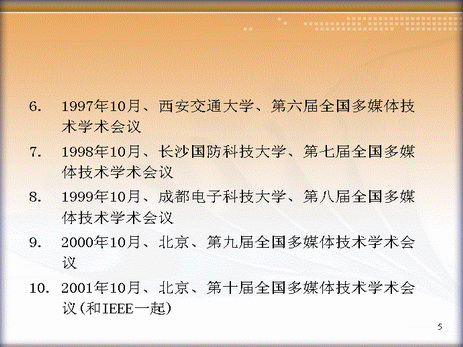 6. 1997年10月、西安交通大学、第六届全国多媒体技
术学术会议
7. 1998年10月、长沙国防科技大学、第七届全国多媒
体技术学术会议
8. 1999年10月、成都电子科技大学、第八届全国多媒
体技术学术会议
9. 2000年10月、北京、第九届全国多媒体技术学术会
议
10. 2001年10月、北京、第十届全国多媒体技术学术会
议(和IEEE一起)
5